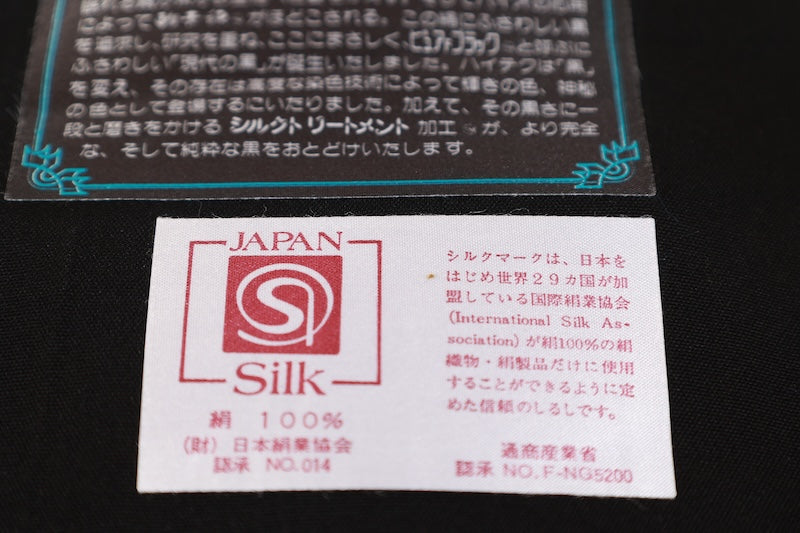 によって
がほどこされる。この絹にふさわしい黒
を追求し、研究を重ね、ここにまさしく、ピュアブラックと呼ぶに
ふさわしい「現代の黒」が誕生いたしました。ハイテクは「黒」
を変え、その存在は高度な染色技術によって輝きの色、神秘
の色として登場するにいたりました。加えて、その黒さに一
段と磨きをかける シルクトリートメント 加工 が、より完全
な、そして純粋な黒をおとどけいたします。
JAPAN
Silk
絹 100%
(財) 日本絹業協会
認承 NO.014
シルクマークは、日本を
はじめ世界29カ国が加
盟している国際絹業協会
(International Silk As-
sociation) が絹100%の絹
織物・絹製品だけに使用
することができるように定
めた信頼のしるしです。
通商産業省
認承 NO.F-NG5200